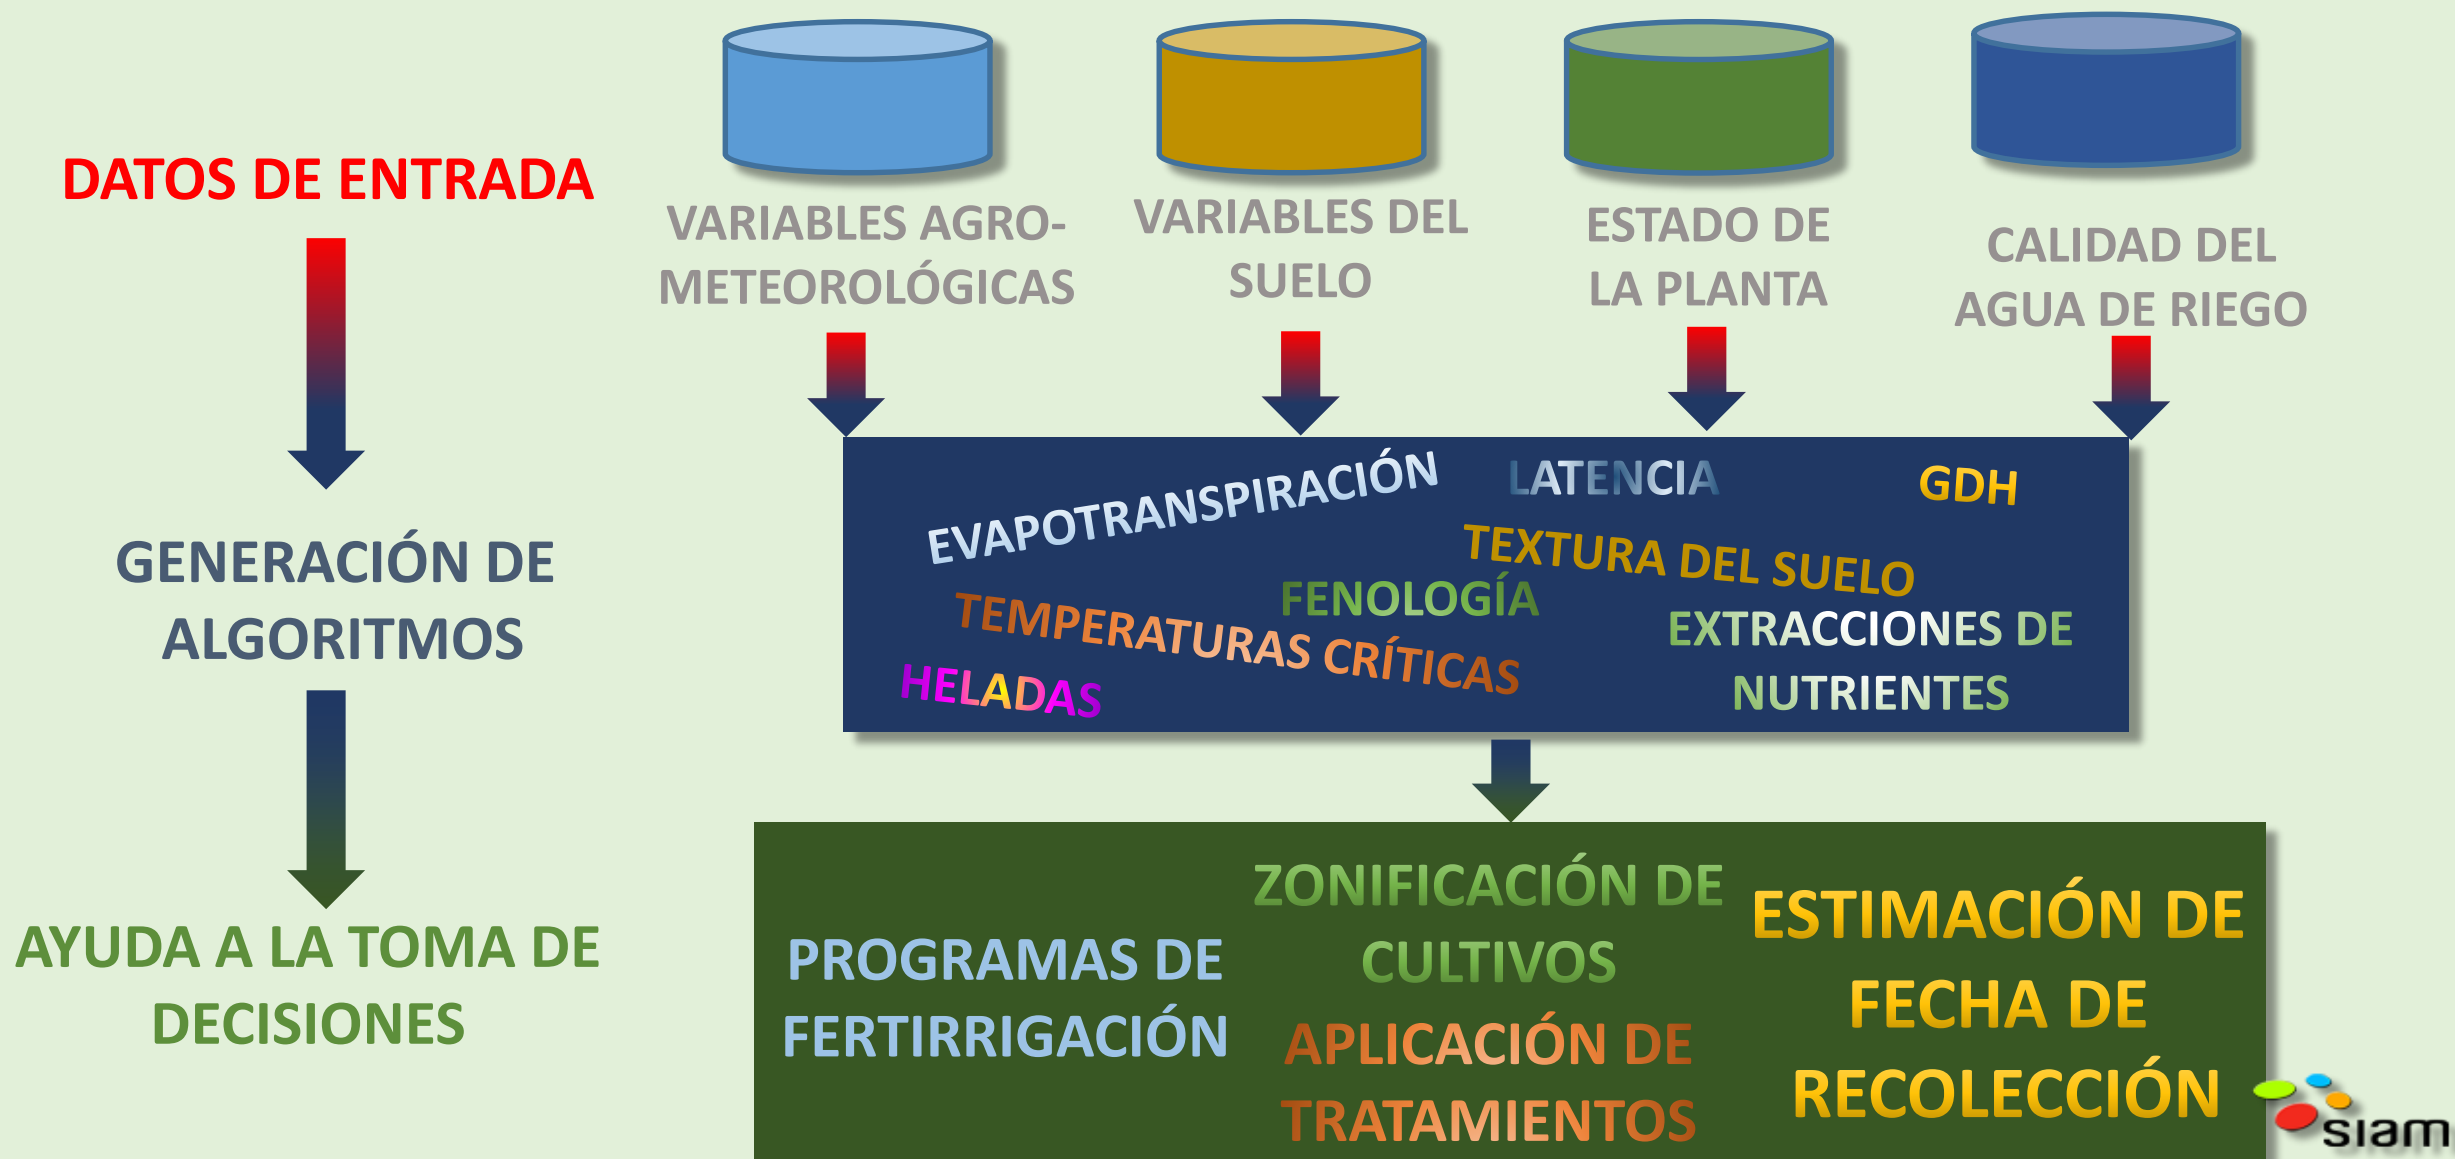 DATOS DE ENTRADA
VARIABLES AGRO-
METEOROLÓGICAS
VARIABLES DEL
SUELO
ESTADO DE
LA PLANTA
CALIDAD DEL
AGUA DE RIEGO
GENERACIÓN DE
ALGORITMOS
EVAPOTRANSPIRACIÓN
LATENCIA
GDH
TEXTURA DEL SUELO
FENOLOGÍA
TEMPERATURAS CRÍTICAS
EXTRACCIONES DE
NUTRIENTES
HELADAS
AYUDA A LA TOMA DE
DECISIONES
PROGRAMAS DE
FERTIRRIGACIÓN
ZONIFICACIÓN DE
CULTIVOS
APLICACIÓN DE
TRATAMIENTOS
ESTIMACIÓN DE
FECHA DE
RECOLECCIÓN
siam